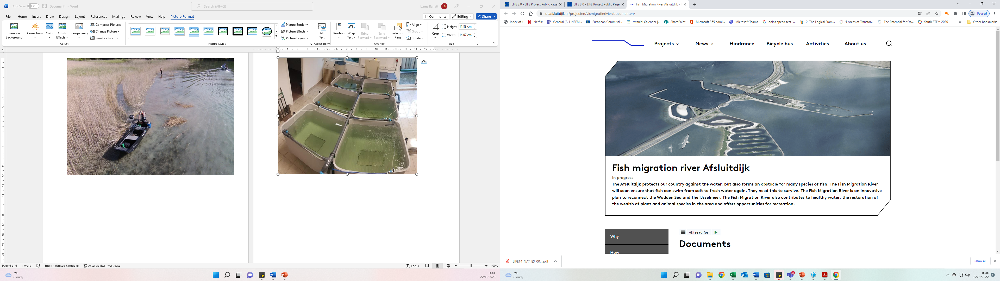 AutoSave Off Document1 - Word
Search (Alt+Q)
Lynne Barratt LB
File Home Insert Draw Design Layout References Mailings Review View Help Picture Format
Comments Editing Share
Remove Background
Corrections
Color
Artistic Effects
Transparency
Compress Pictures
Change Picture
Reset Picture
Adjust
Picture Styles
Picture Border
Picture Effects
Picture Layout
Alt Text
Accessibility
Position
Wrap Text
Bring Forward
Send Backward
Selection Pane
Align
Group
Rotate
Arrange
Crop
Height: 11.83 cm
Width: 14.07 cm
Size
Page 6 of 6 1 word English (United Kingdom) Accessibility: Investigate
Focus 100%
7°C
Cloudy
18:56
22/11/2022
LIFE 3.0 - LIFE Project Public Page
LIFE 3.0 - LIFE Project Public Page
Fish Migration River Afsluitdijk -
deafsluitdijk.nl/projecten/vismigratierivier/documenten/
Paused
Index of /
Netflix
General (ALL NEEM...
European Commissi...
Kwanini Calender |...
SharePoint
Microsoft 365 admi...
Microsoft Teams
ookla speed test -...
2. The Logical Fram...
5 Areas of Transfor...
The Potential for Oc...
Youth STEM 2030
Other bookmarks
Projects News Hindrance Bicycle bus Activities About us
Fish migration river Afsluitdijk
In progress
The Afsluitdijk protects our country against the water, but also forms an obstacle for many species of fish. The Fish Migration River
will soon ensure that fish can swim from salt to fresh water again. They need this to survive. The Fish Migration River is an innovative
plan to reconnect the Wadden Sea and the IJsselmeer. The Fish Migration River also contributes to healthy water, the restoration of
the wealth of plant and animal species in the area and offers opportunities for recreation.
Why
How
read for
Documents
LIFE14_NAT_ES_00....pdf
Show all
7°C
Cloudy
18:56
22/11/2022